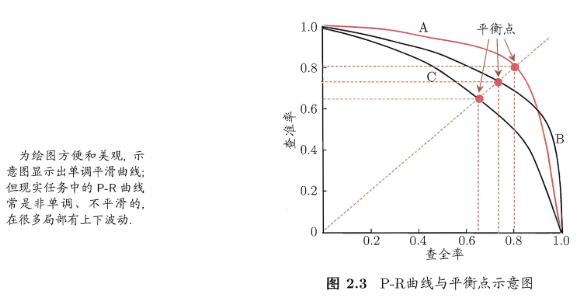 为绘图方便和美观, 示
意图显示出单调平滑曲线;
但现实任务中的 P-R 曲线
常是非单调、不平滑的,
在很多局部有上下波动.
1.0
A
平衡点
0.8
C
0.6
查准率
B
0.4
0.2
0
0.2
0.4
0.6
0.8
1.0
查全率
图 2.3 P-R曲线与平衡点示意图